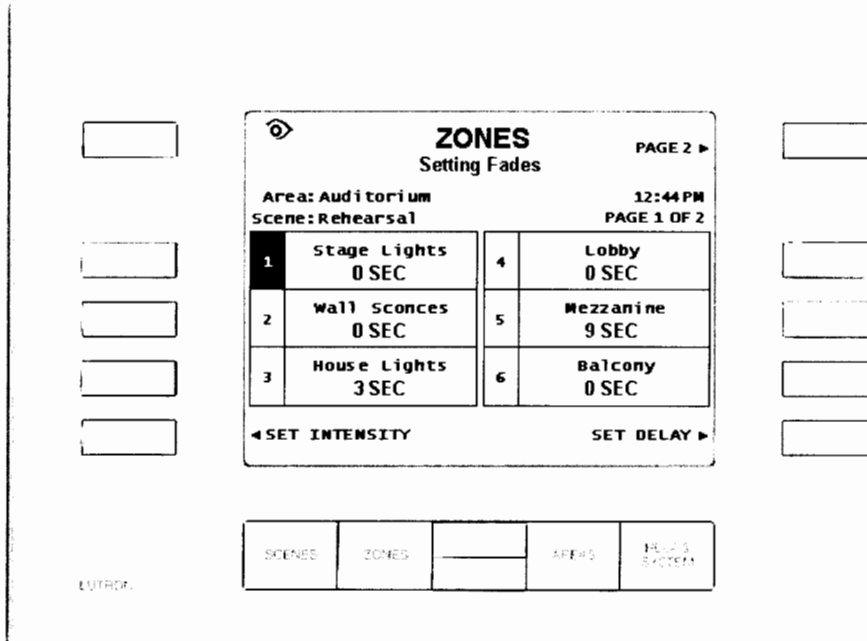 ZONES
PAGE 2 ▶
Setting Fades
Area: Auditorium
12:44 PM
Scene: Rehearsal
PAGE 1 OF 2
1 Stage Lights 0 SEC
4 Lobby 0 SEC
2 Wall Sconces 0 SEC
5 Mezzanine 9 SEC
3 House Lights 3 SEC
6 Balcony 0 SEC
◀ SET INTENSITY
SET DELAY ▶
SCENES
ZONES
AREAS
SYSTEM
LUTRON